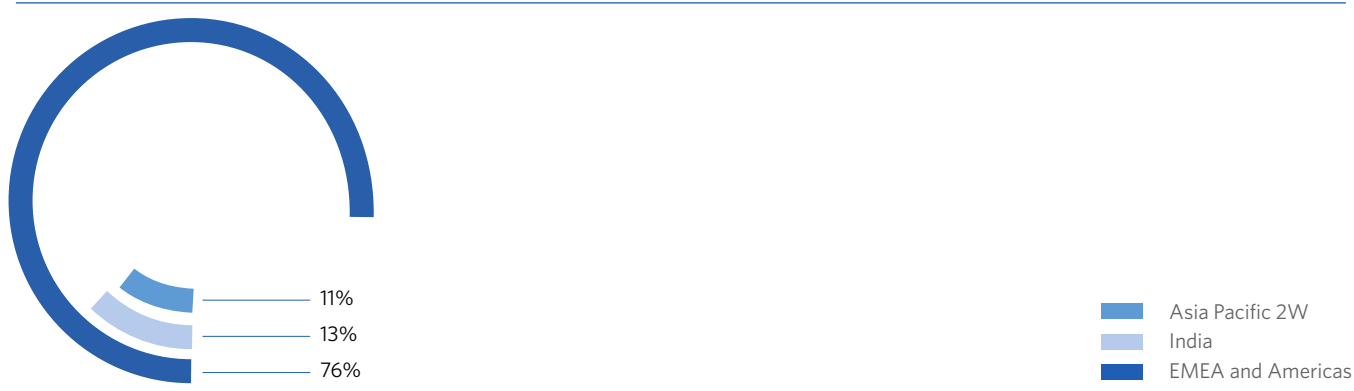 11%
13%
76%
Asia Pacific 2W
India
EMEA and Americas